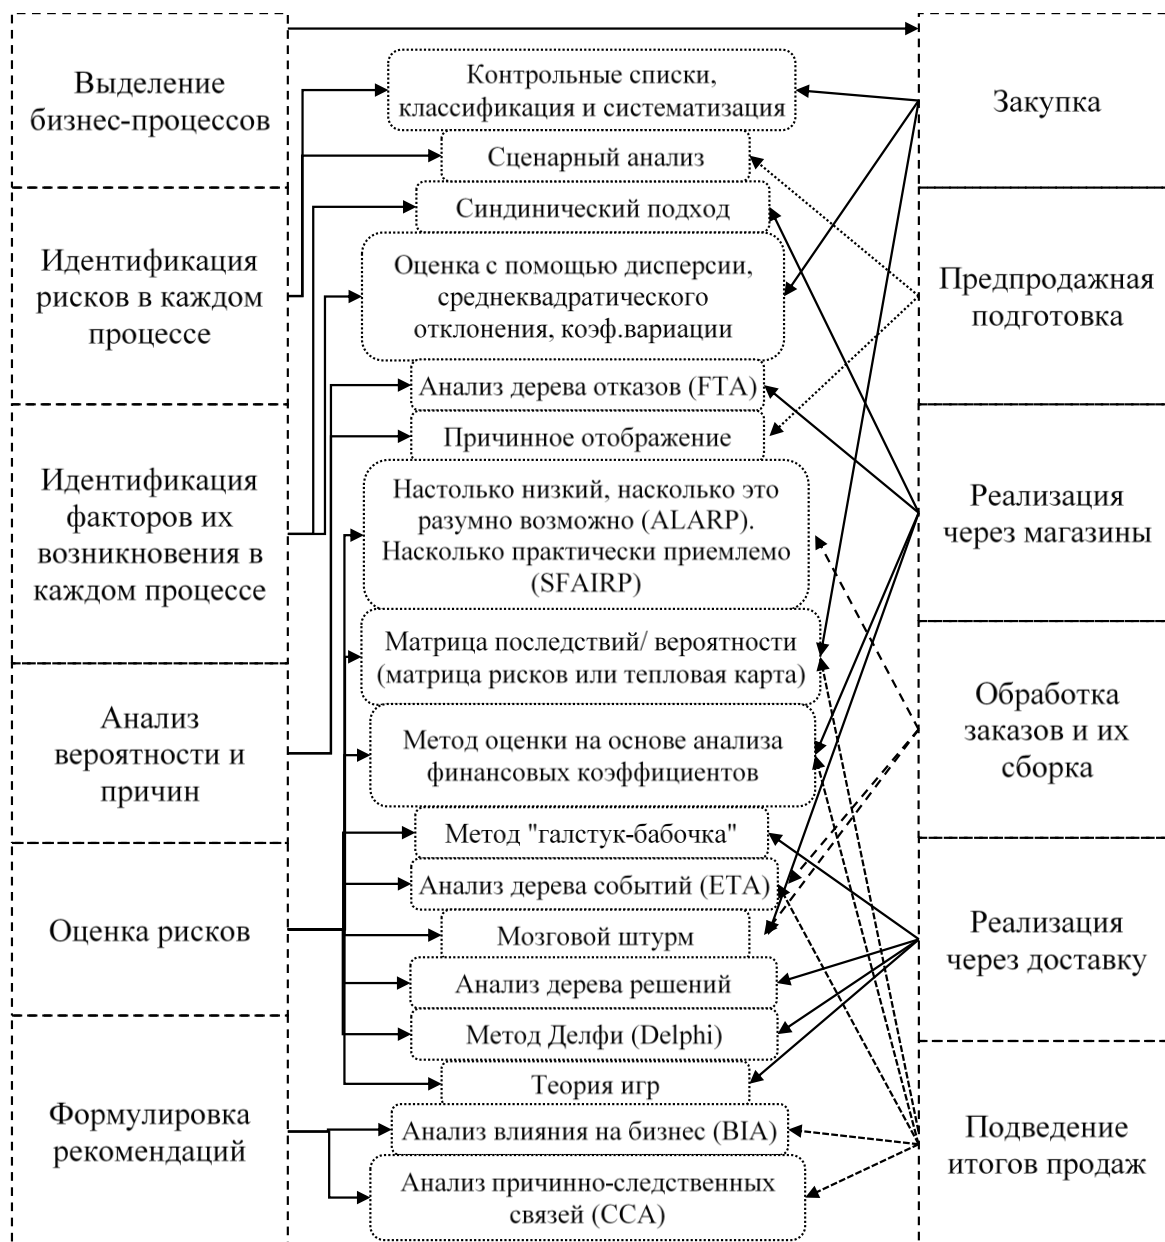 Выделение
бизнес-процессов
Идентификация
рисков в каждом
процессе
Идентификация
факторов их
возникновения в
каждом процессе
Анализ
вероятности и
причин
Оценка рисков
Формулировка
рекомендаций
Контрольные списки,
классификация и систематизация
Сценарный анализ
Синдинический подход
Оценка с помощью дисперсии,
среднеквадратического
отклонения, коэф.вариации
Анализ дерева отказов (FTA)
Причинное отображение
Настолько низкий, насколько это
разумно возможно (ALARP).
Насколько практически приемлемо
(SFAIRP)
Матрица последствий/ вероятности
(матрица рисков или тепловая карта)
Метод оценки на основе анализа
финансовых коэффициентов
Метод "галстук-бабочка"
Анализ дерева событий (ETA)
Мозговой штурм
Анализ дерева решений
Метод Делфи (Delphi)
Теория игр
Анализ влияния на бизнес (BIA)
Анализ причинно-следственных
связей (CCA)
Закупка
Предпродажная
подготовка
Реализация
через магазины
Обработка
заказов и их
сборка
Реализация
через доставку
Подведение
итогов продаж